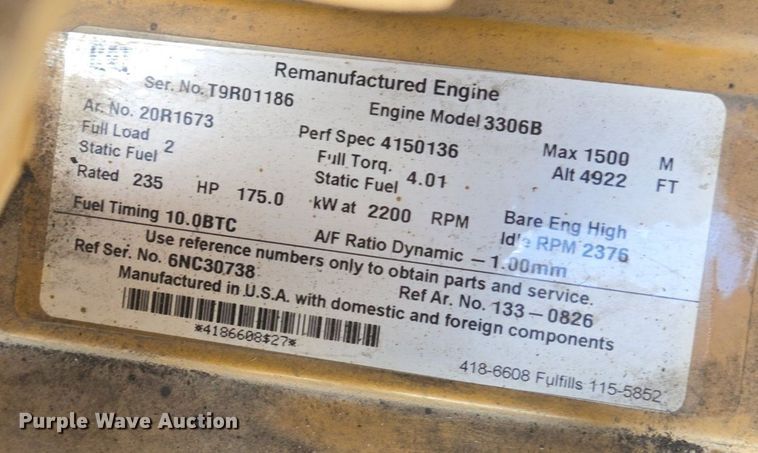 Remanufactured Engine
Ser. No. T9R01186 Engine Model 3306B
Ar. No. 20R1673 Perf Spec 4150136 Max 1500 M
Full Load 2 Full Torq. 4.01 Alt 4922 FT
Static Fuel Static Fuel
Rated 235 HP 175.0 kW at 2200 RPM Bare Eng High
Fuel Timing 10.0BTC A/F Ratio Dynamic -1.00mm Idle RPM 2376
Use reference numbers only to obtain parts and service.
Ref Ser. No. 6NC30738 Ref Ar. No. 133-0826
Manufactured in U.S.A. with domestic and foreign components
*4186608$27*
418-6608 Fulfills 115-5852
Purple Wave Auction